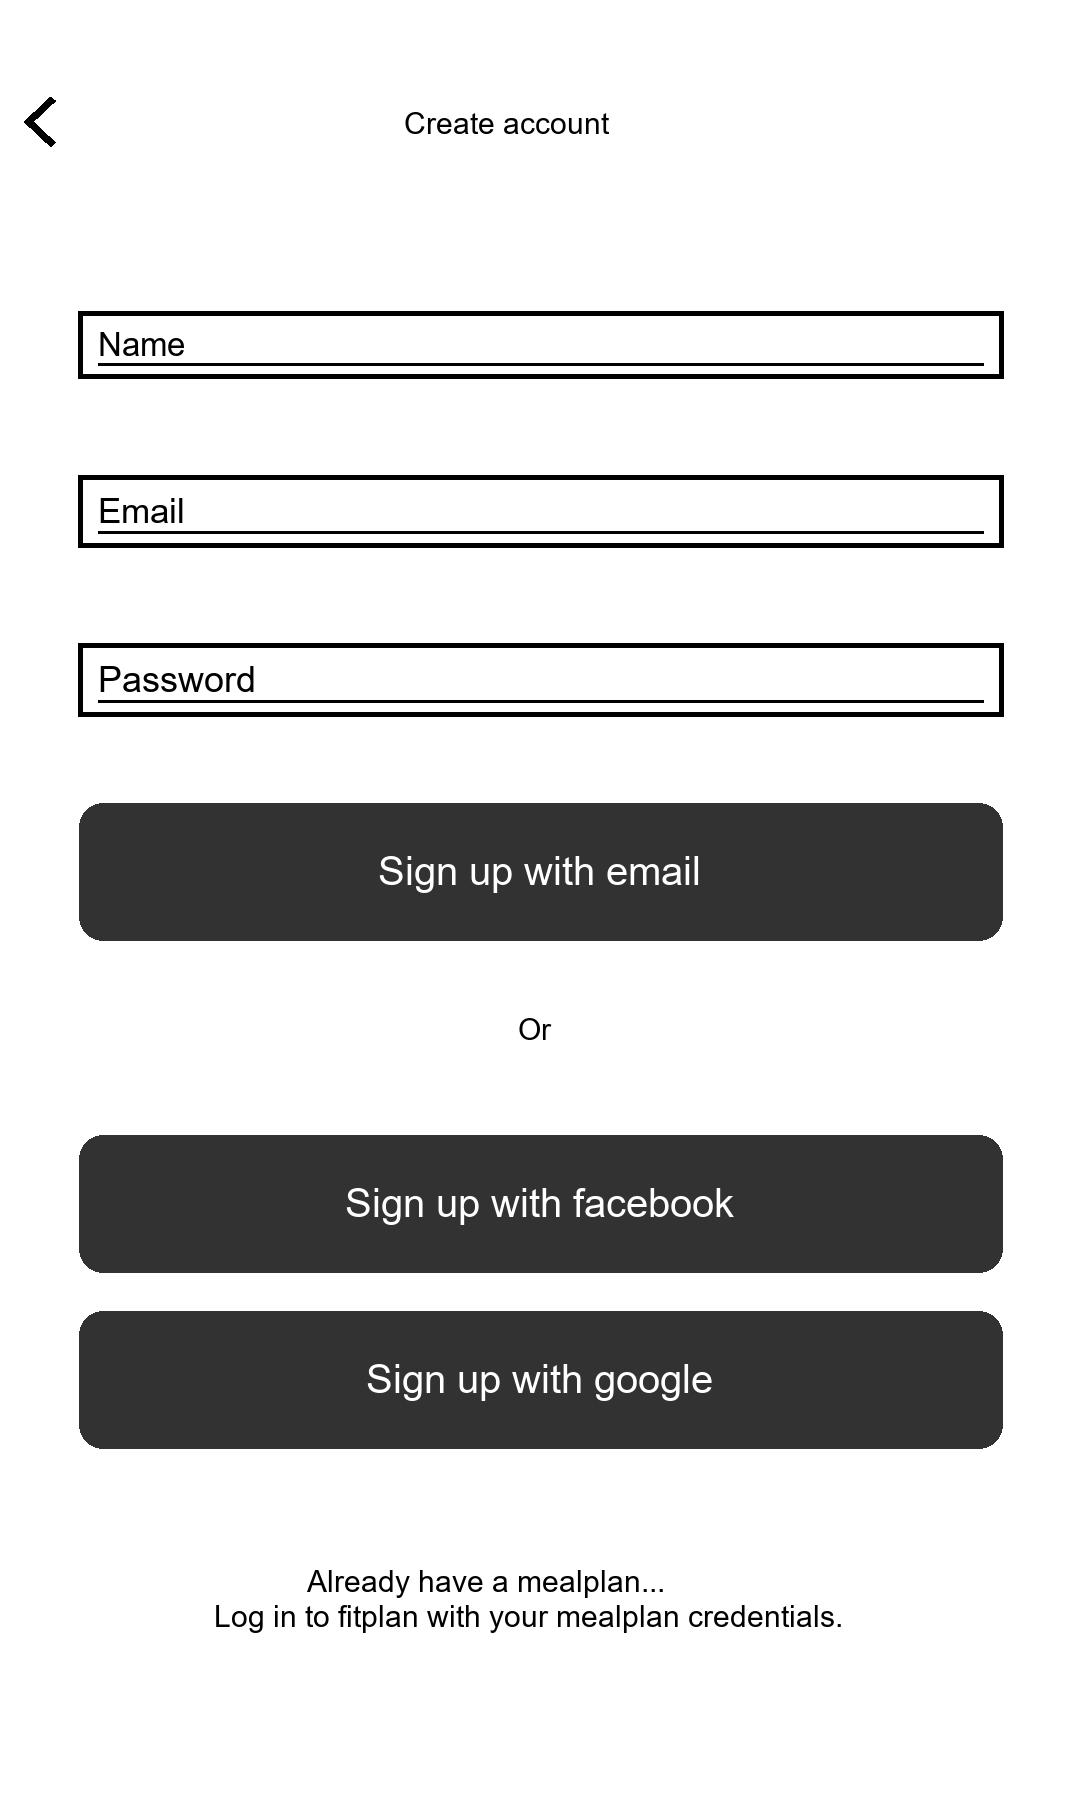 Create account
Name
Email
Password
Sign up with email
Or
Sign up with facebook
Sign up with google
Already have a mealplan...
Log in to fitplan with your mealplan credentials.